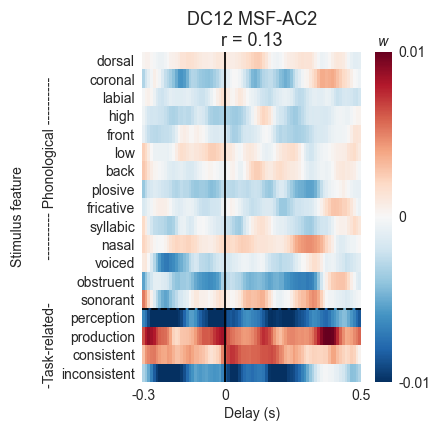 DC12 MSF-AC2
r = 0.13
w
Stimulus feature
---------- Phonological ----------
-Task-related-
dorsal
coronal
labial
high
front
low
back
plosive
fricative
syllabic
nasal
voiced
obstruent
sonorant
perception
production
consistent
inconsistent
0.01
0
-0.01
-0.3 0 0.5
Delay (s)